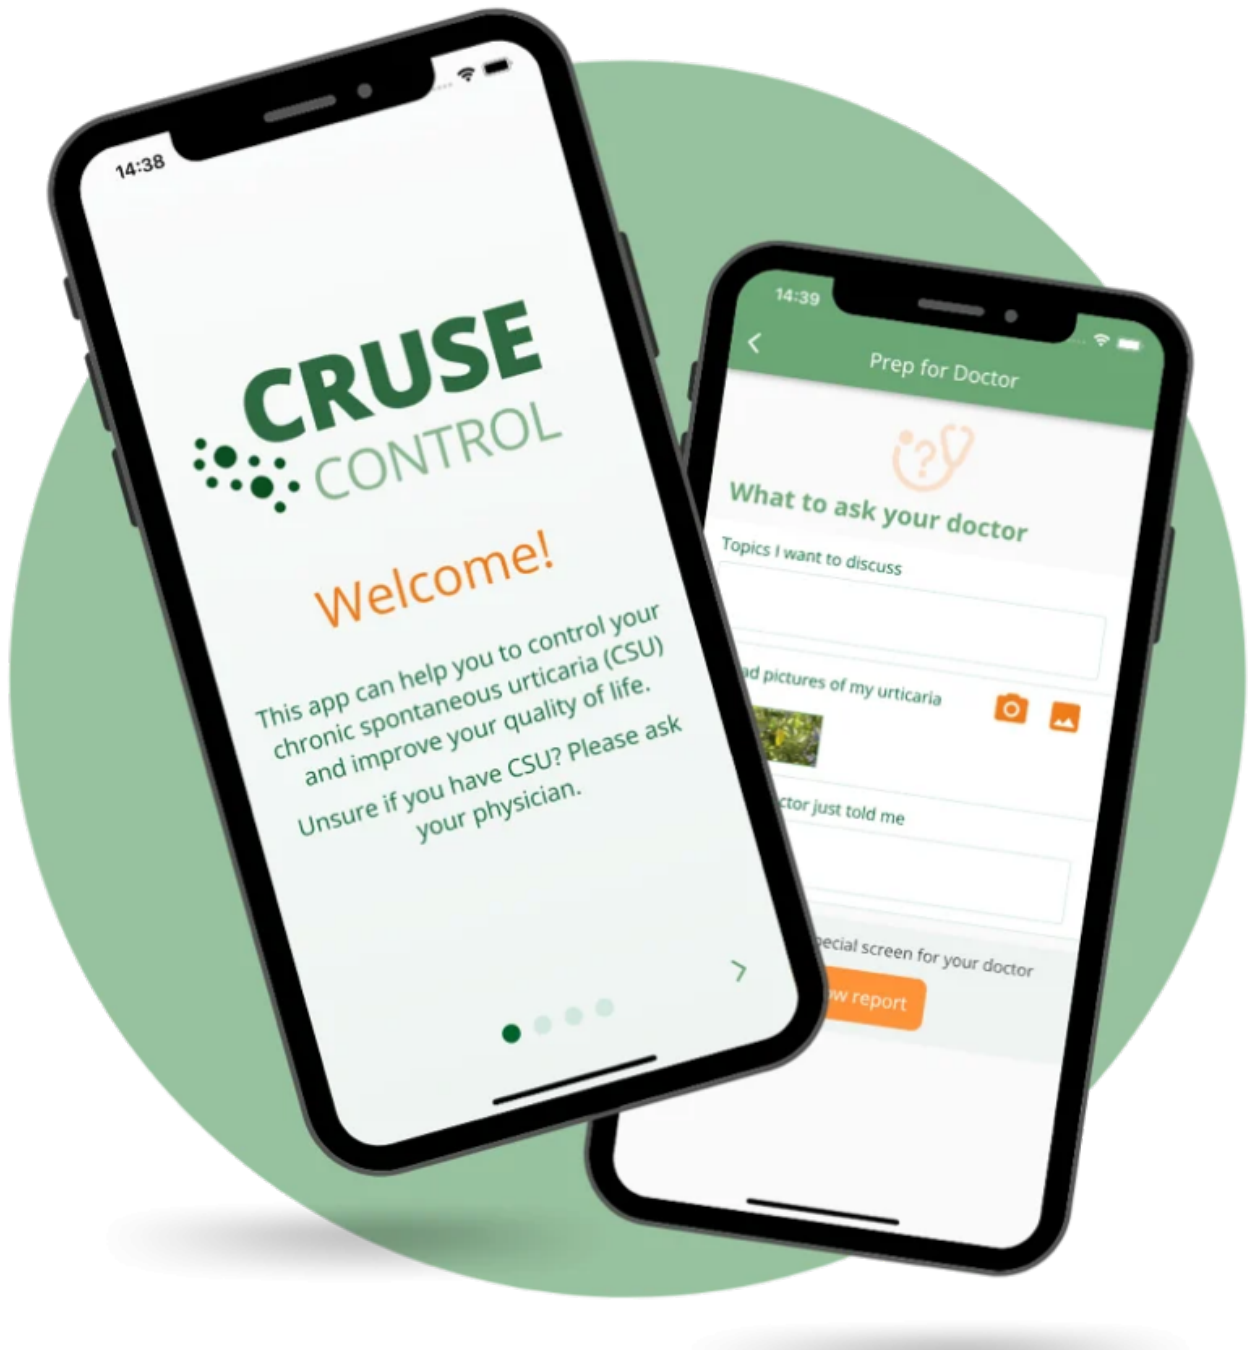 14:38
CRUSE
CONTROL
Welcome!
This app can help you to control your
chronic spontaneous urticaria (CSU)
and improve your quality of life.
Unsure if you have CSU? Please ask
your physician.
14:39
Prep for Doctor
What to ask your doctor
Topics I want to discuss
pictures of my urticaria
just told me
screen for your doctor
report